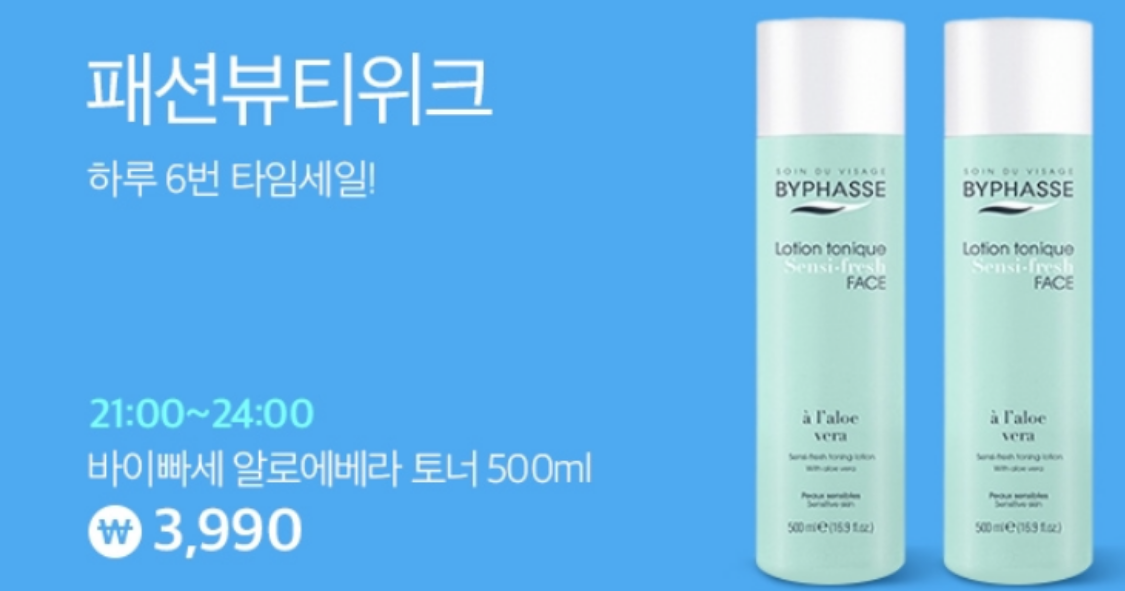 패션뷰티위크
하루 6번 타임세일!
21:00~24:00
바이빠세 알로에베라 토너 500ml
₩ 3,990
SOIN DU VISAGE
BYPHASSE
Lotion tonique
Sensi-fresh
FACE
à l'aloe
vera
Sensi-fresh toning lotion
With aloe vera
Peaux sensibles
Sensitive skin
500 ml e (16.9 fl.oz.)
SOIN DU VISAGE
BYPHASSE
Lotion tonique
Sensi-fresh
FACE
à l'aloe
vera
Sensi-fresh toning lotion
With aloe vera
Peaux sensibles
Sensitive skin
500 ml e (16.9 fl.oz.)